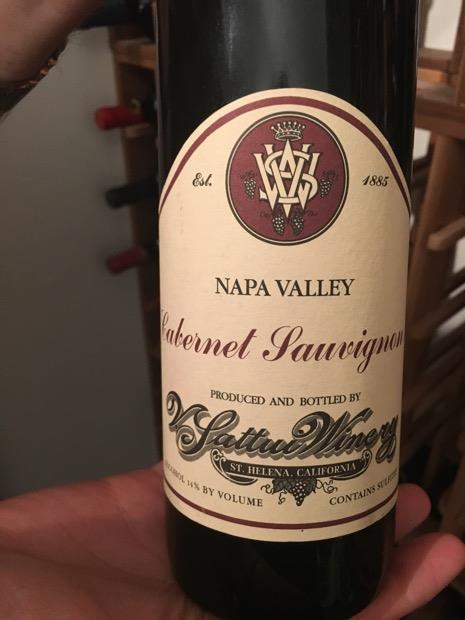 Est. 1885
NAPA VALLEY
Cabernet Sauvignon
PRODUCED AND BOTTLED BY
V. Sattui Winery
ST. HELENA, CALIFORNIA
14% BY VOLUME
CONTAINS